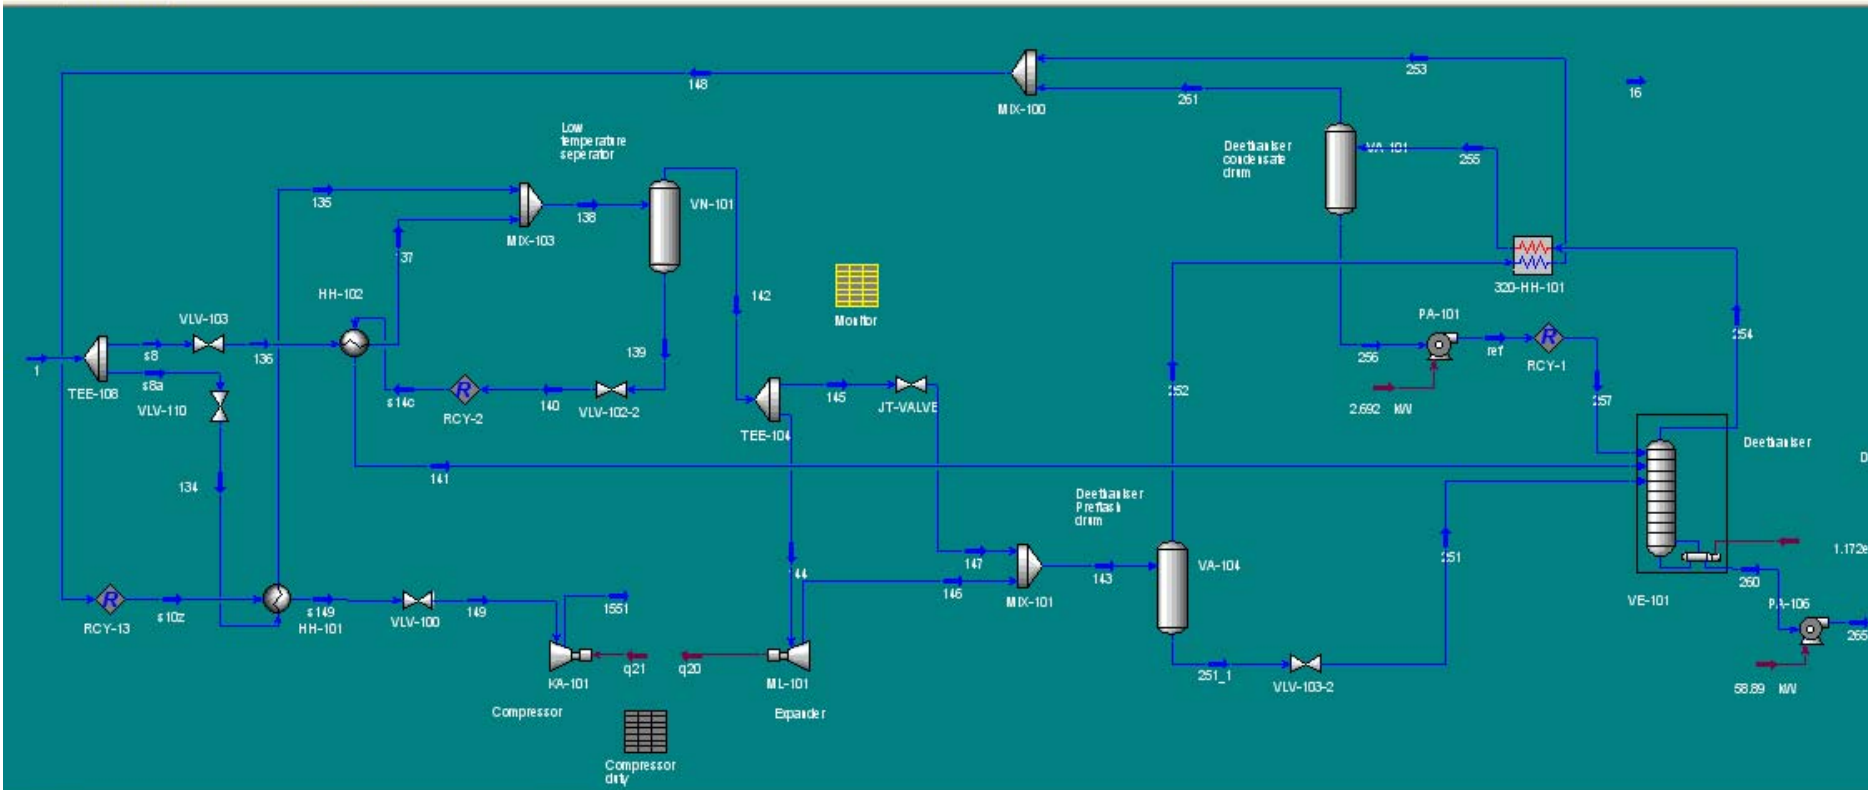 148
MIX-100
253
261
16
Low
temperature
seperator
Deethaniser
condensate
drum
VA-101
255
135
138
VN-101
MIX-103
137
HH-102
142
Monitor
320-HH-101
VLV-103
PA-101
254
1
s8
136
139
256
ref
RCY-1
TEE-108
s8a
VLV-110
s14c
RCY-2
140
VLV-102-2
145
JT-VALVE
252
2.692 kW
257
TEE-104
Deethaniser
D
141
134
Deethaniser
Preflash
drum
251
1.172e
144
147
143
VA-104
146
MIX-101
260
VE-101
PA-106
RCY-13
s10z
s149
HH-101
VLV-100
149
1551
265
KA-101
q21
q20
ML-101
251_1
VLV-103-2
58.89 kW
Compressor
Expander
Compressor
duty